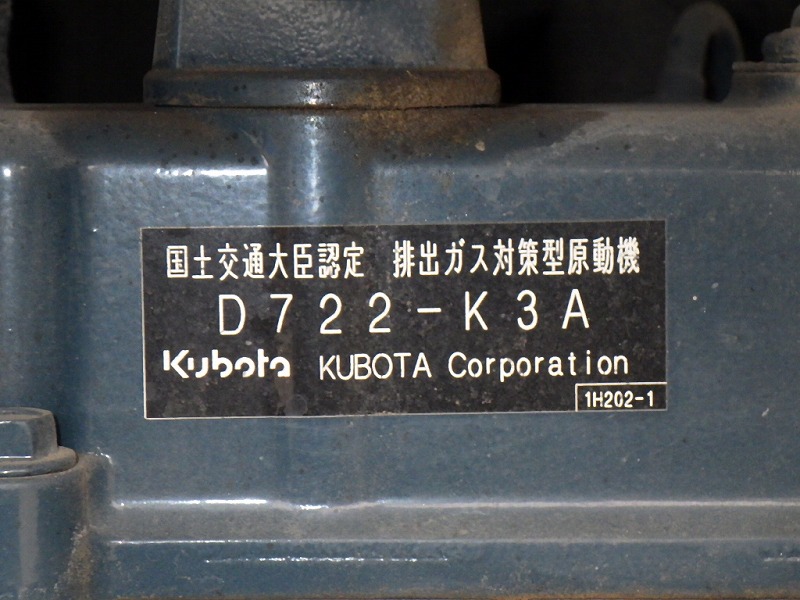 国土交通大臣認定 排出ガス対策型原動機
D722-K3A
Kubota KUBOTA Corporation
1H202-1